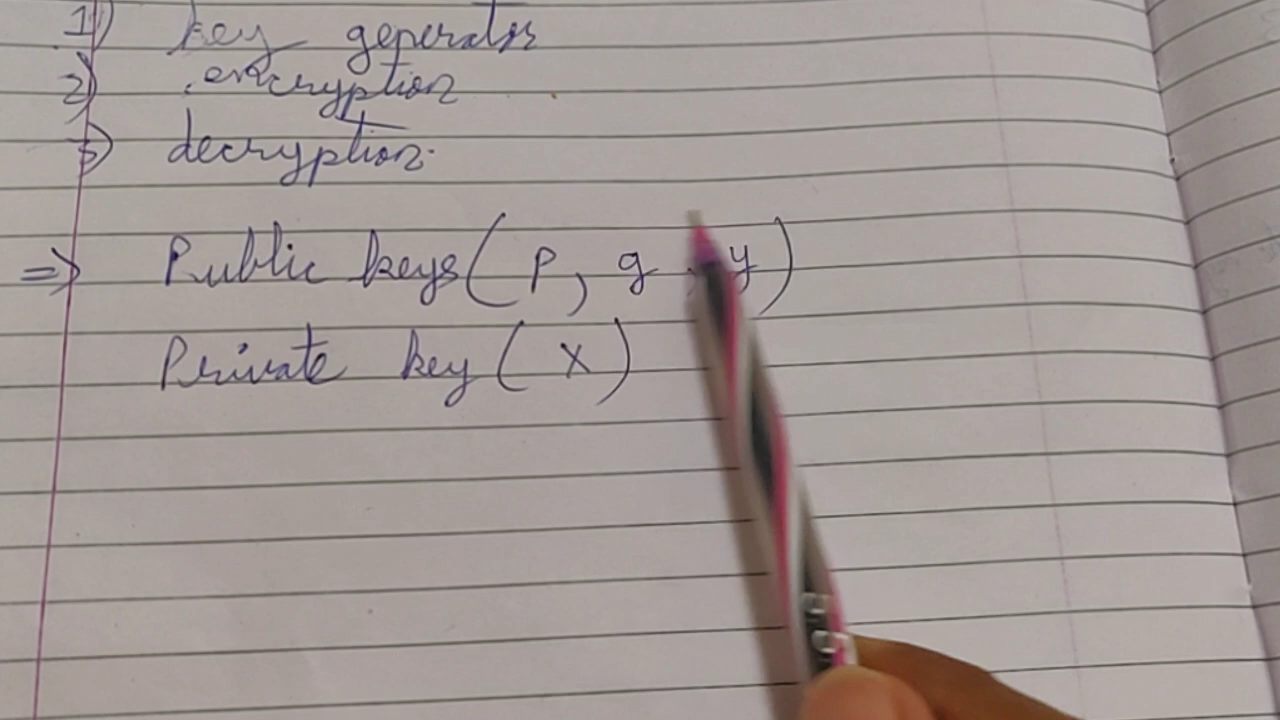 1) key generator
2) encryption
3) decryption.
=> Public keys ( P, g, y )
Private key ( x )